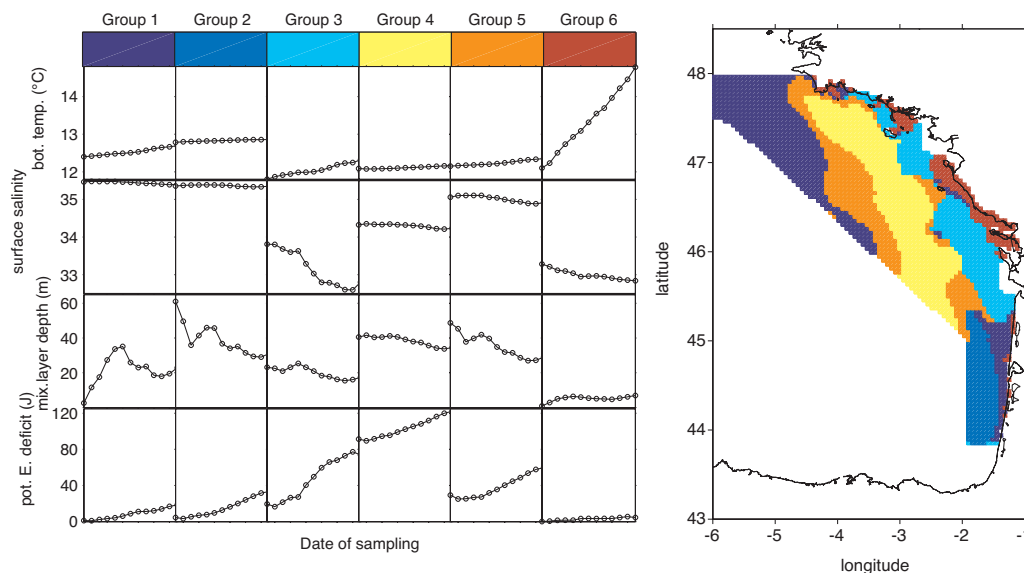 Group 1 Group 2 Group 3 Group 4 Group 5 Group 6
bot. temp. (°C)
14
13
12
surface salinity
35
34
33
mix.layer depth (m)
60
40
20
pot. E. deficit (J)
120
80
40
0
Date of sampling
latitude
48
47
46
45
44
43
-6 -5 -4 -3 -2
longitude